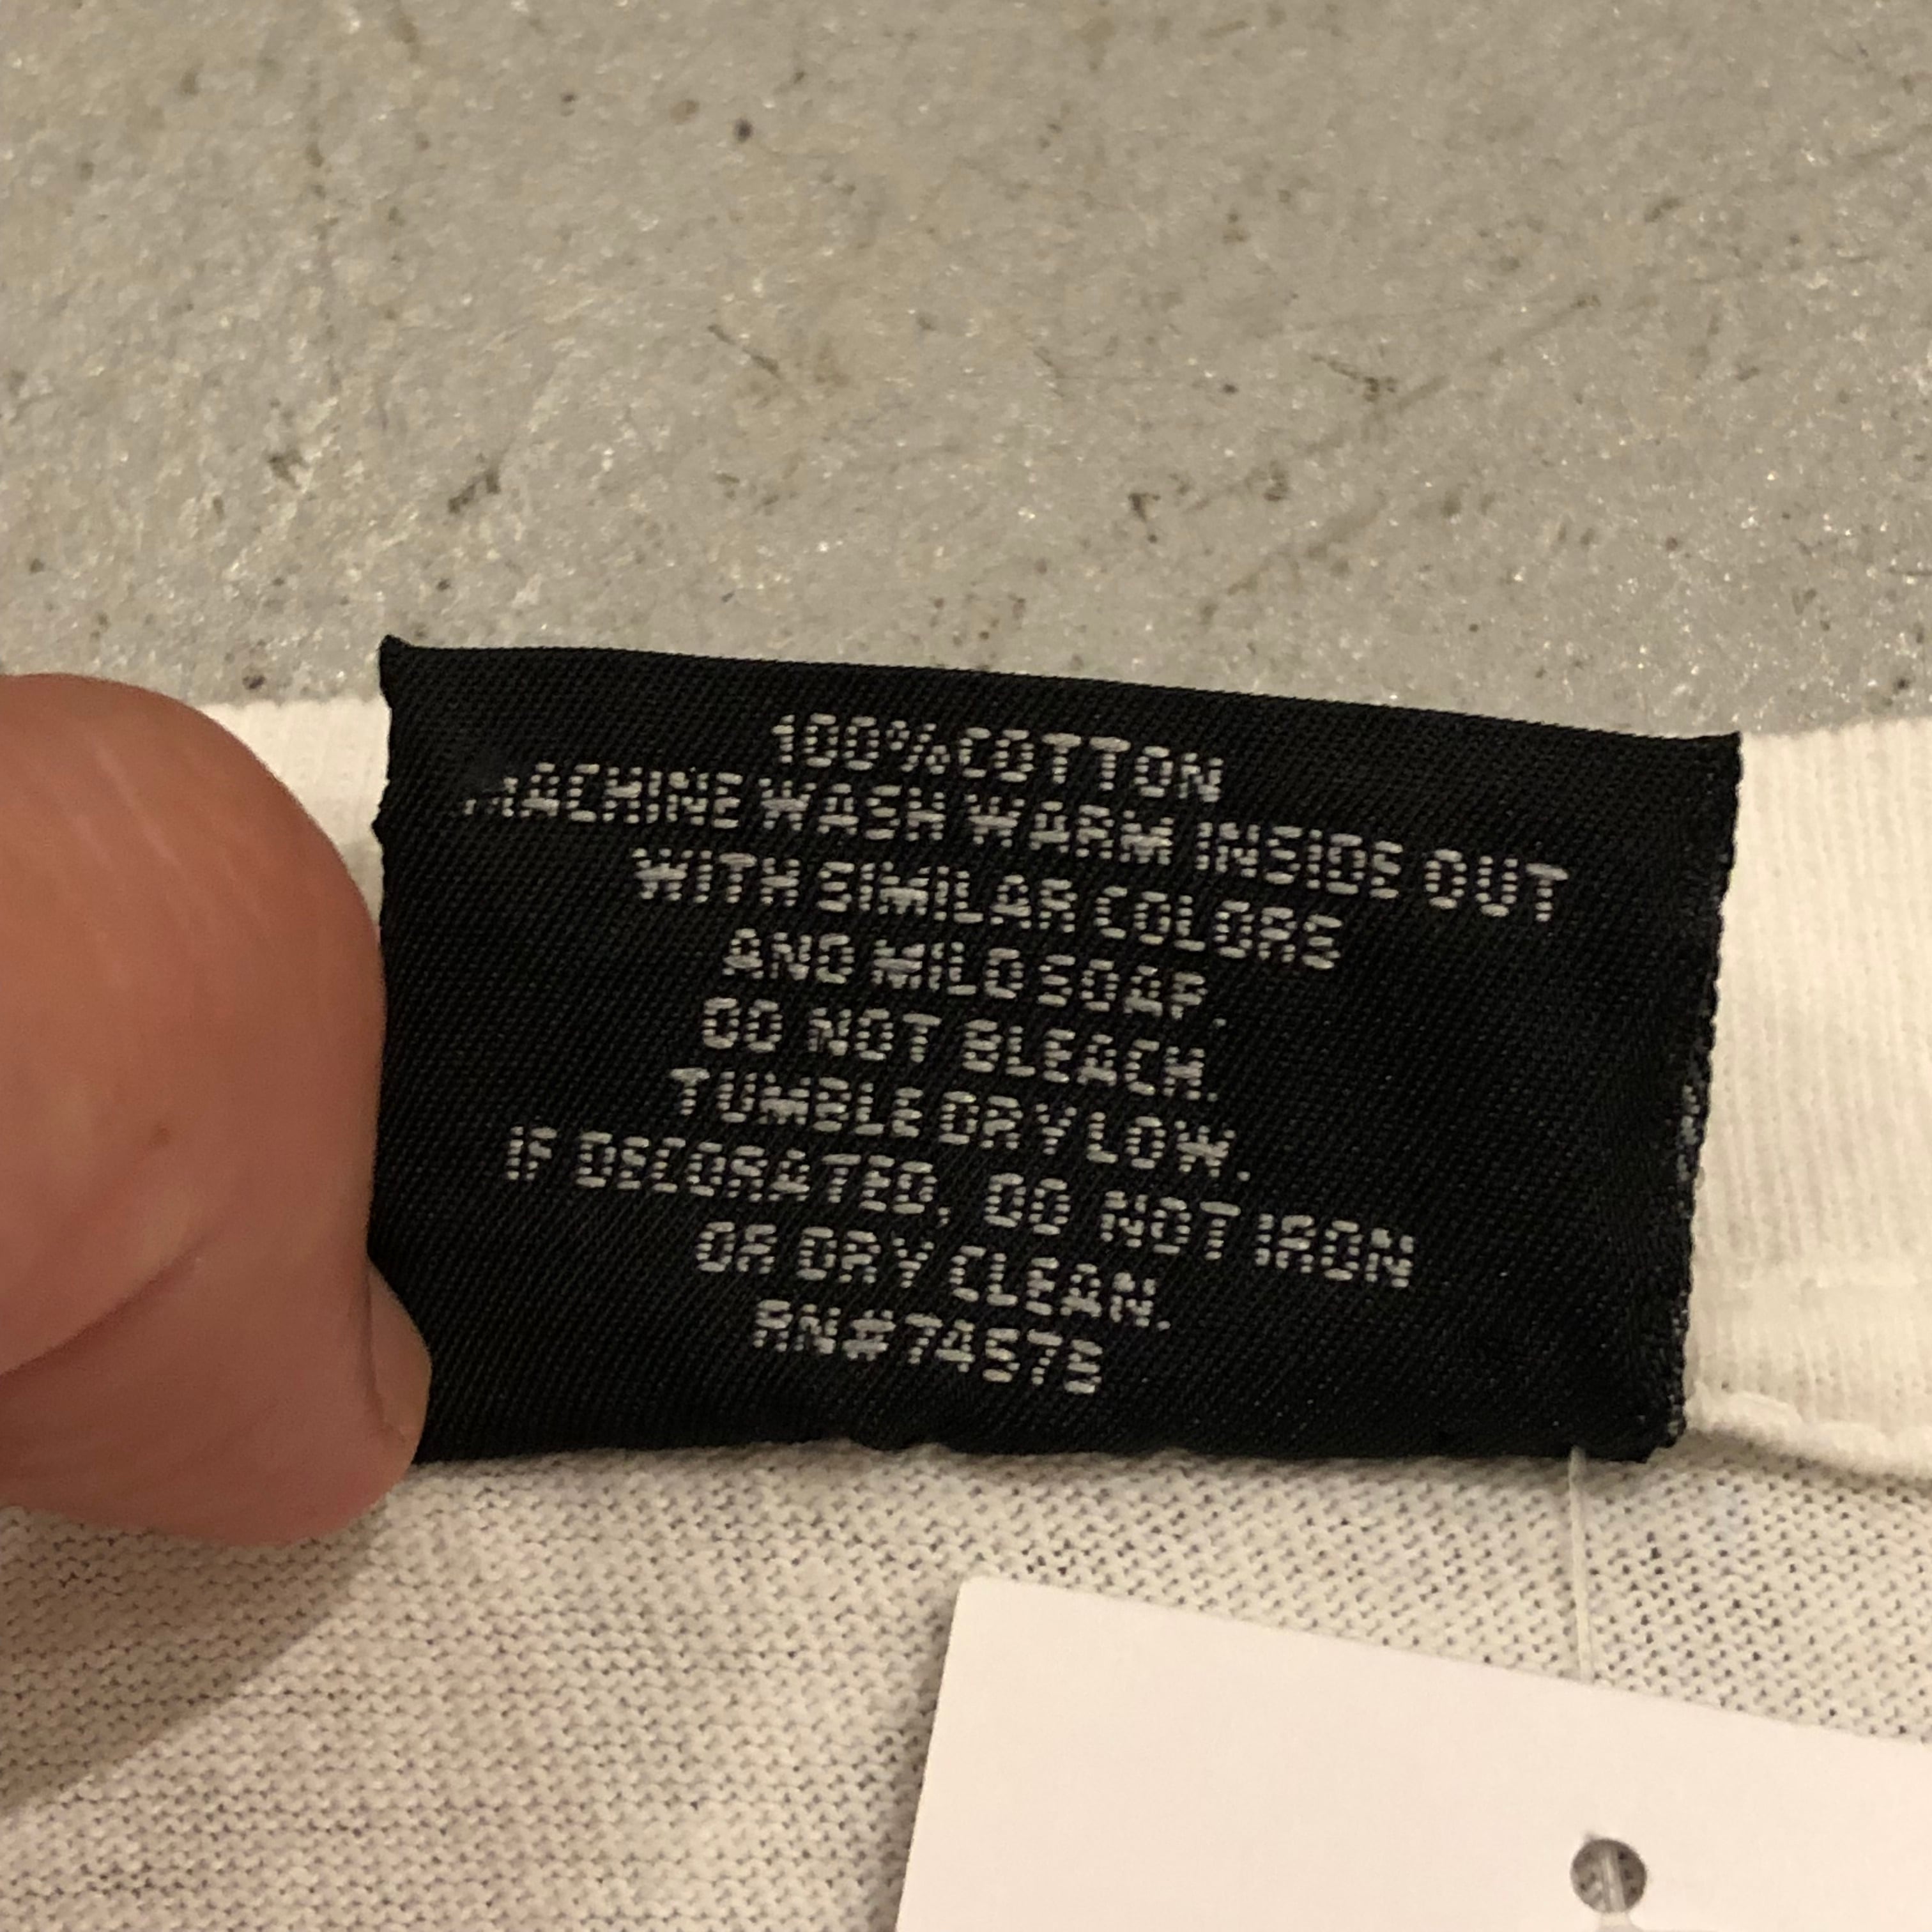 100% COTTON
MACHINE WASH WARM INSIDE OUT
WITH SIMILAR COLORS
AND MILD SOAP.
DO NOT BLEACH.
TUMBLE DRY LOW.
IF DECORATED, DO NOT IRON
OR DRY CLEAN.
RN#74578